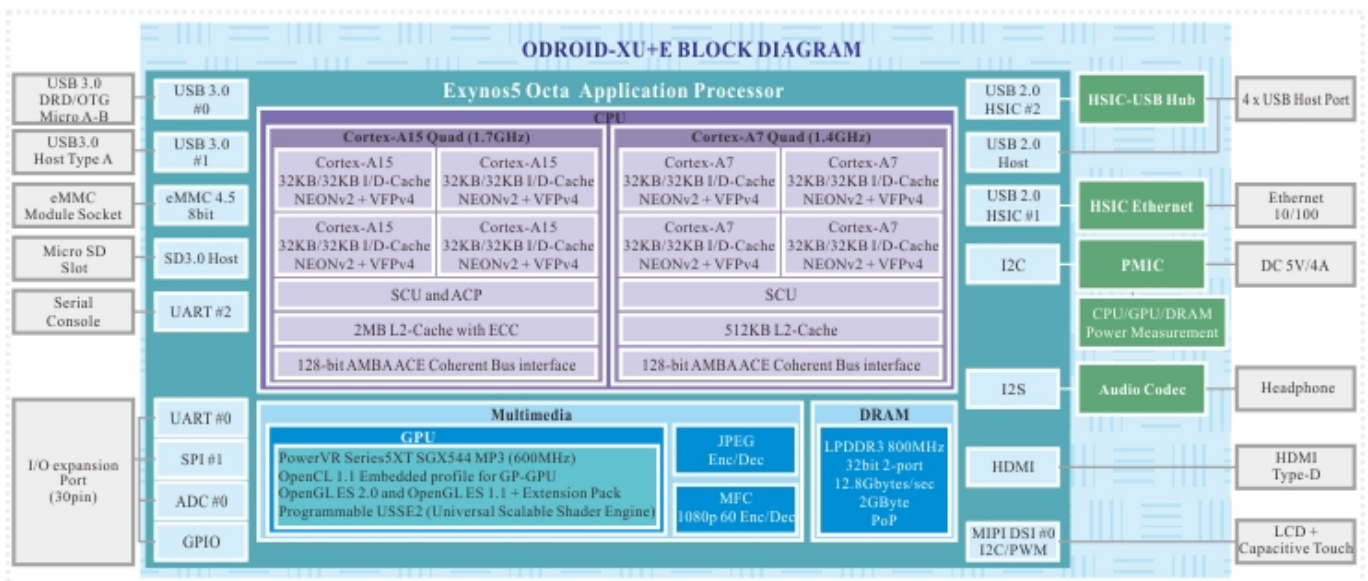 ODROID-XU+E BLOCK DIAGRAM
USB 3.0
DRD/OTG
Micro A-B
USB3.0
Host Type A
eMMC
Module Socket
Micro SD
Slot
Serial
Console
I/O expansion
Port
(30pin)
USB 3.0
#0
USB 3.0
#1
eMMC 4.5
8bit
SD3.0 Host
UART #2
UART #0
SPI #1
ADC #0
GPIO
Exynos5 Octa Application Processor
CPU
Cortex-A15 Quad (1.7GHz)
Cortex-A15
32KB/32KB I/D-Cache
NEONv2 + VFPv4
Cortex-A15
32KB/32KB I/D-Cache
NEONv2 + VFPv4
Cortex-A15
32KB/32KB I/D-Cache
NEONv2 + VFPv4
Cortex-A15
32KB/32KB I/D-Cache
NEONv2 + VFPv4
SCU and ACP
2MB L2-Cache with ECC
128-bit AMBA ACE Coherent Bus interface
Cortex-A7 Quad (1.4GHz)
Cortex-A7
32KB/32KB I/D-Cache
NEONv2 + VFPv4
Cortex-A7
32KB/32KB I/D-Cache
NEONv2 + VFPv4
Cortex-A7
32KB/32KB I/D-Cache
NEONv2 + VFPv4
Cortex-A7
32KB/32KB I/D-Cache
NEONv2 + VFPv4
SCU
512KB L2-Cache
128-bit AMBA ACE Coherent Bus interface
Multimedia
GPU
PowerVR Series5XT SGX544 MP3 (600MHz)
OpenCL 1.1 Embedded profile for GP-GPU
OpenGL ES 2.0 and OpenGL ES 1.1 + Extension Pack
Programmable USSE2 (Universal Scalable Shader Engine)
JPEG
Enc/Dec
MFC
1080p 60 Enc/Dec
DRAM
LPDDR3 800MHz
32bit 2-port
12.8Gbytes/sec
2GByte
PoP
USB 2.0
HSIC #2
USB 2.0
Host
USB 2.0
HSIC #1
I2C
I2S
HDMI
MIPI DSI #0
I2C/PWM
HSIC-USB Hub
HSIC Ethernet
PMIC
CPU/GPU/DRAM
Power Measurement
Audio Codec
4 x USB Host Port
Ethernet
10/100
DC 5V/4A
Headphone
HDMI
Type-D
LCD +
Capacitive Touch